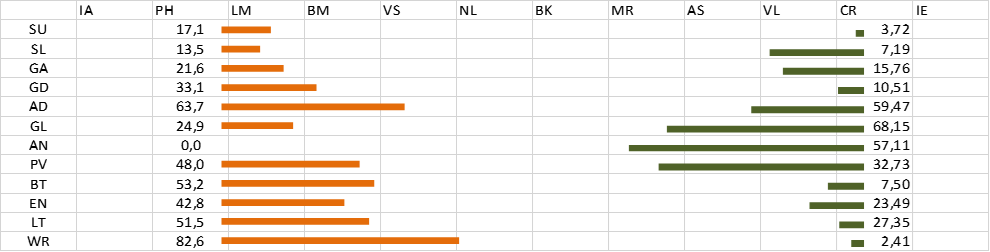 IA PH LM BM VS NL BK MR AS VL CR IE
SU 17,1 3,72
SL 13,5 7,19
GA 21,6 15,76
GD 33,1 10,51
AD 63,7 59,47
GL 24,9 68,15
AN 0,0 57,11
PV 48,0 32,73
BT 53,2 7,50
EN 42,8 23,49
LT 51,5 27,35
WR 82,6 2,41